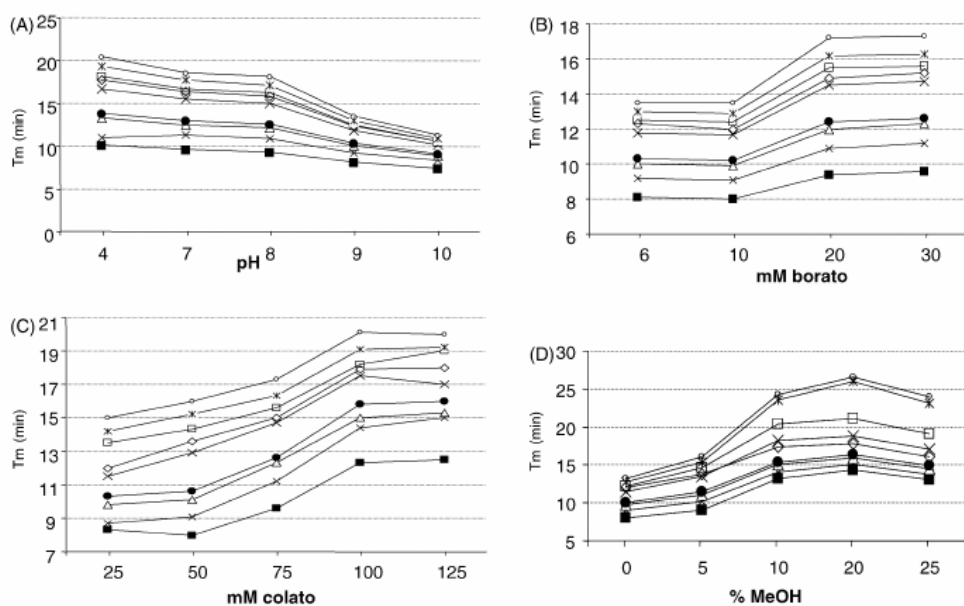 (A)
25
20
15
10
5
0
Tm (min)
4 7 8 9 10
pH
(B)
18
16
14
12
10
8
6
Tm (min)
6 10 20 30
mM borato
(C)
21
19
17
15
13
11
9
7
Tm (min)
25 50 75 100 125
mM colato
(D)
30
25
20
15
10
5
Tm (min)
0 5 10 20 25
% MeOH